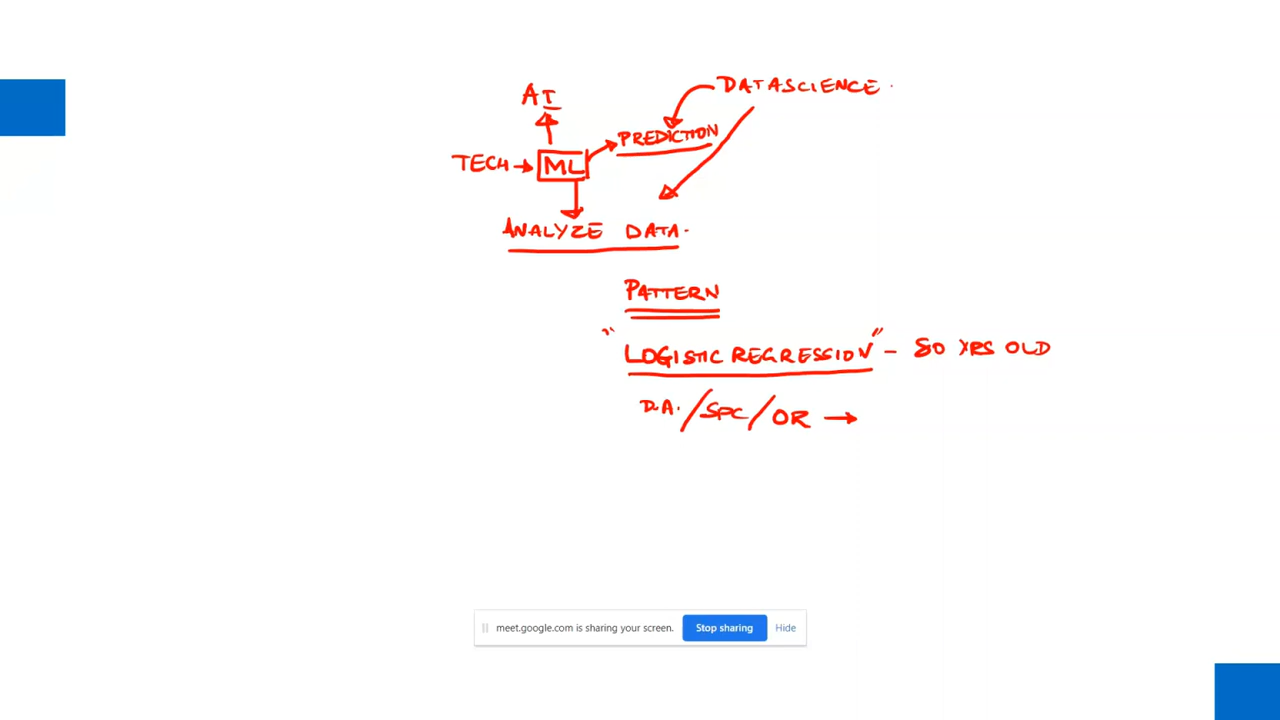 DATASCIENCE.
AI
PREDICTION
TECH → ML
ANALYZE DATA.
PATTERN
"LOGISTIC REGRESSION" - 80 YRS OLD
D.A. / SPC / OR →
meet.google.com is sharing your screen. Stop sharing Hide